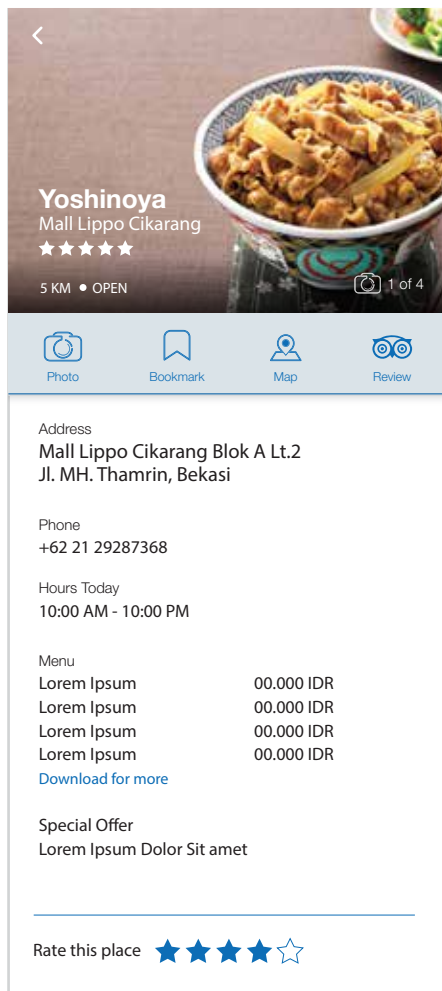 Yoshinoya
Mall Lippo Cikarang
5 KM • OPEN
1 of 4
Photo Bookmark Map Review
Address
Mall Lippo Cikarang Blok A Lt.2
Jl. MH. Thamrin, Bekasi
Phone
+62 21 29287368
Hours Today
10:00 AM - 10:00 PM
Menu
Lorem Ipsum 00.000 IDR
Lorem Ipsum 00.000 IDR
Lorem Ipsum 00.000 IDR
Lorem Ipsum 00.000 IDR
Download for more
Special Offer
Lorem Ipsum Dolor Sit amet
Rate this place